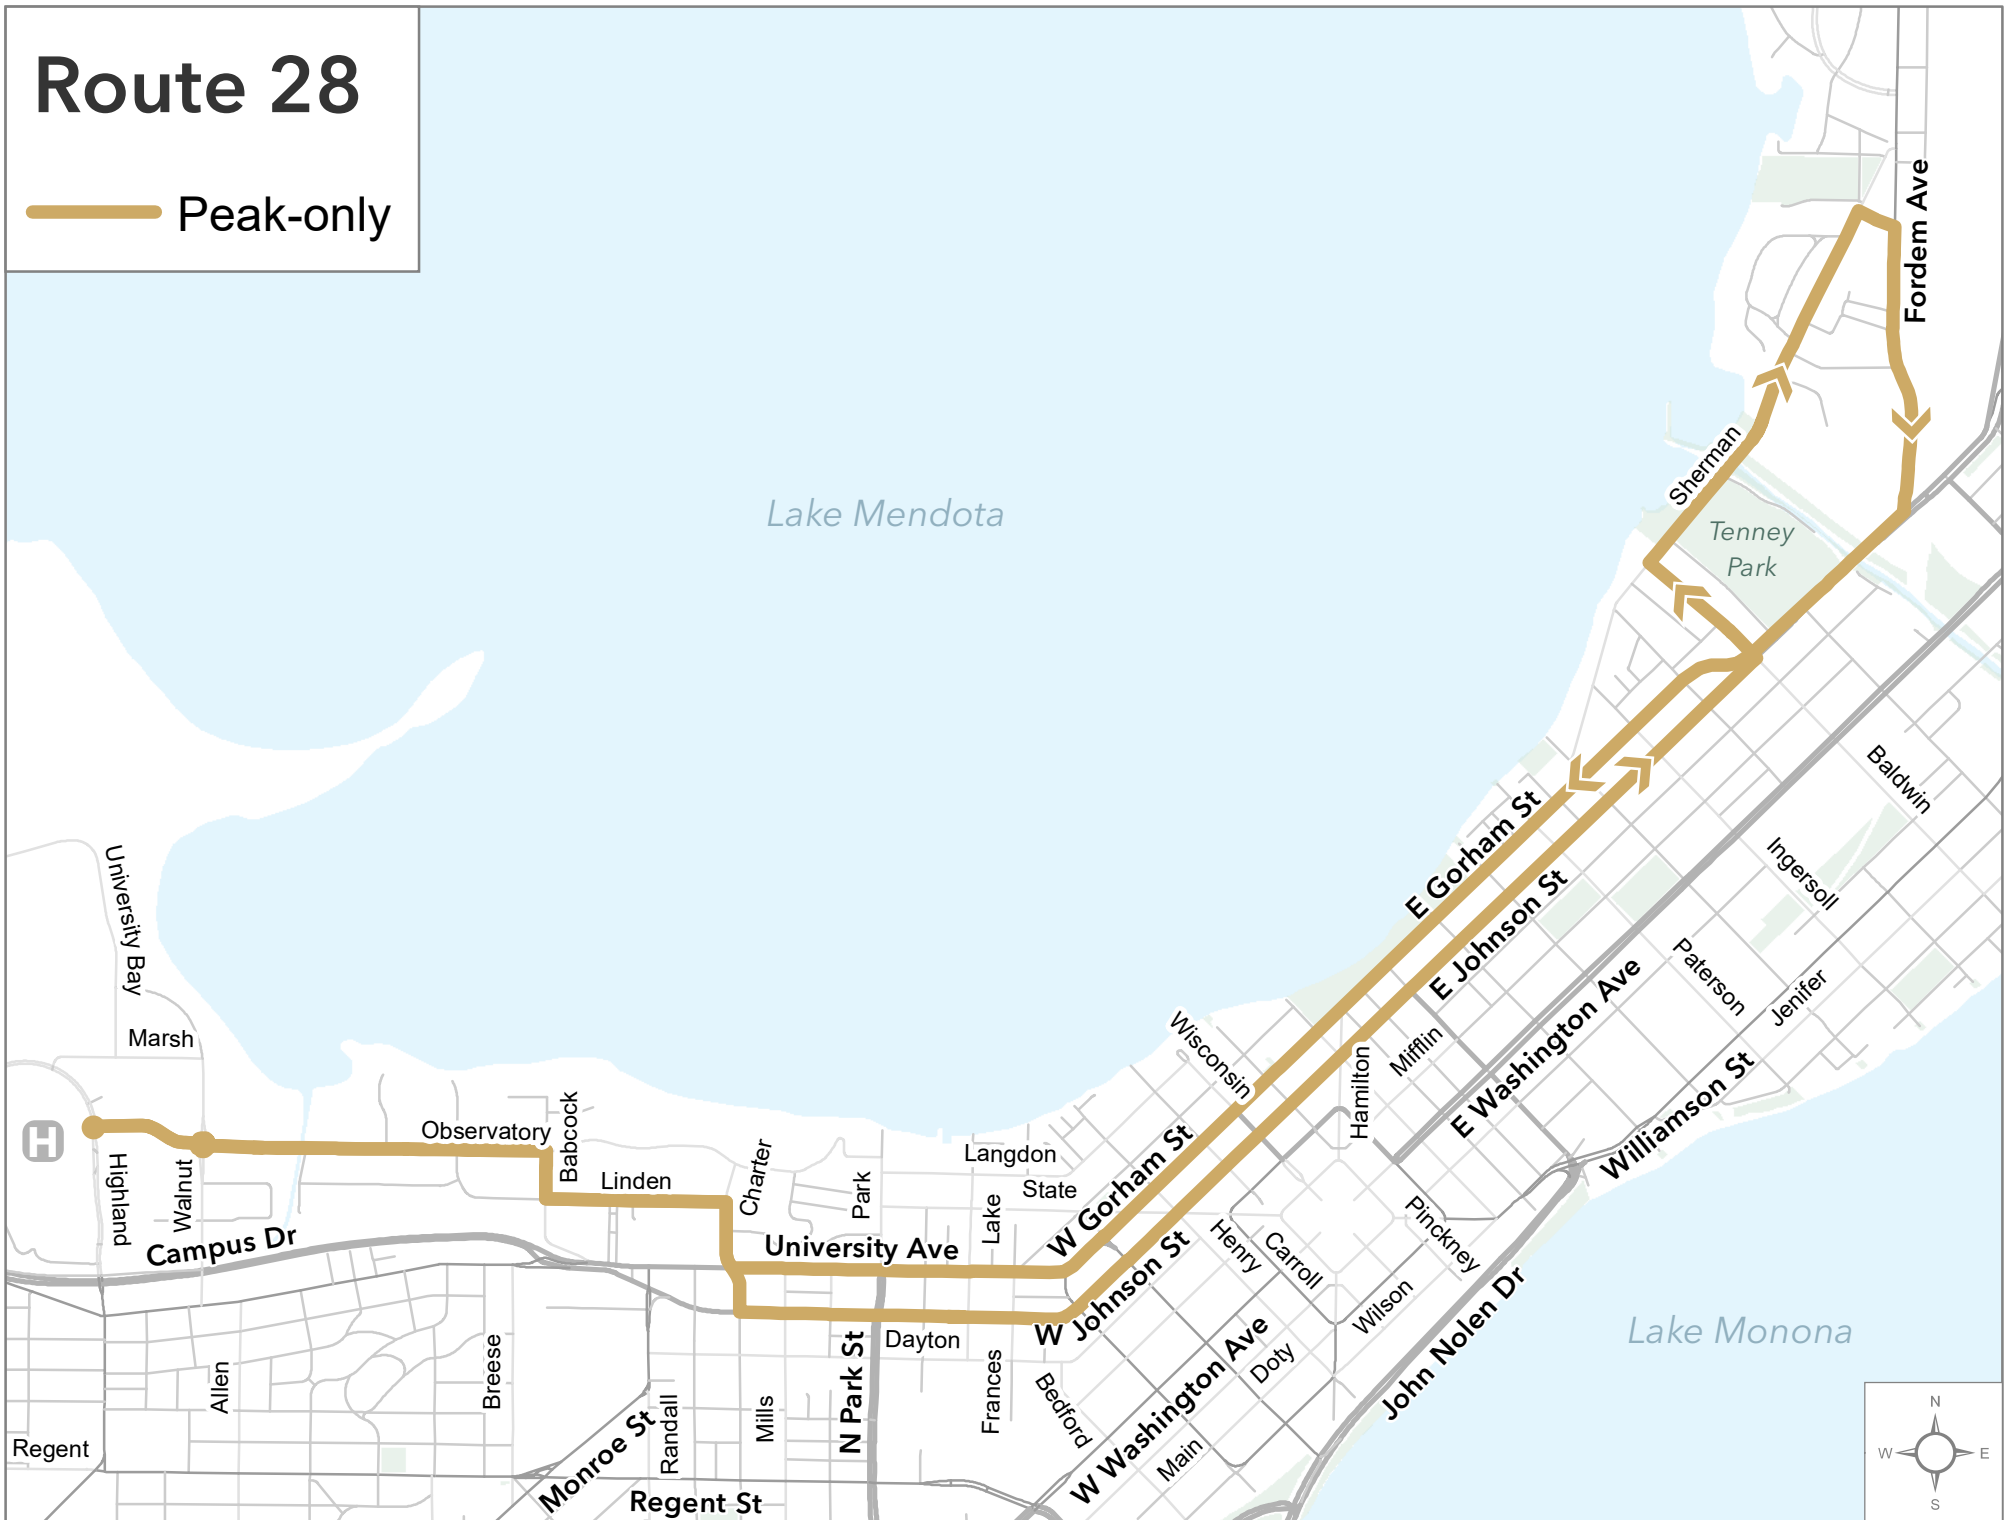 Route 28
Peak-only
Fordem Ave
Sherman
Lake Mendota
Tenney
Park
Baldwin
E Gorham St
Ingersoll
E Johnson St
University Bay
Paterson
Jenifer
E Washington Ave
Marsh
Wisconsin
Mifflin
Hamilton
Williamson St
H
Observatory
Babcock
Highland
Walnut
Linden
Charter
Park
Langdon
State
Lake
W Gorham St
Campus Dr
University Ave
Henry
Carroll
Pinckney
W Johnson St
Wilson
John Nolen Dr
Lake Monona
Dayton
N Park St
Frances
Bedford
W Washington Ave
Doty
Main
Allen
Breese
Randall
Mills
Regent
Monroe St
Regent St
N
W
E
S